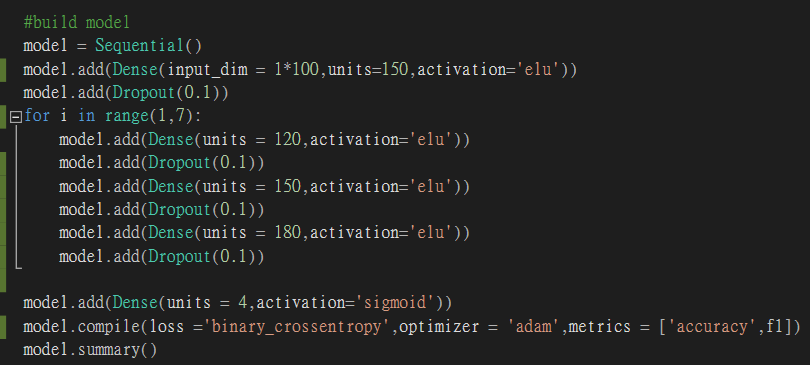 #build model
model = Sequential()
model.add(Dense(input_dim = 1*100,units=150,activation='elu'))
model.add(Dropout(0.1))
for i in range(1,7):
    model.add(Dense(units = 120,activation='elu'))
    model.add(Dropout(0.1))
    model.add(Dense(units = 150,activation='elu'))
    model.add(Dropout(0.1))
    model.add(Dense(units = 180,activation='elu'))
    model.add(Dropout(0.1))
model.add(Dense(units = 4,activation='sigmoid'))
model.compile(loss ='binary_crossentropy',optimizer = 'adam',metrics = ['accuracy',f1])
model.summary()